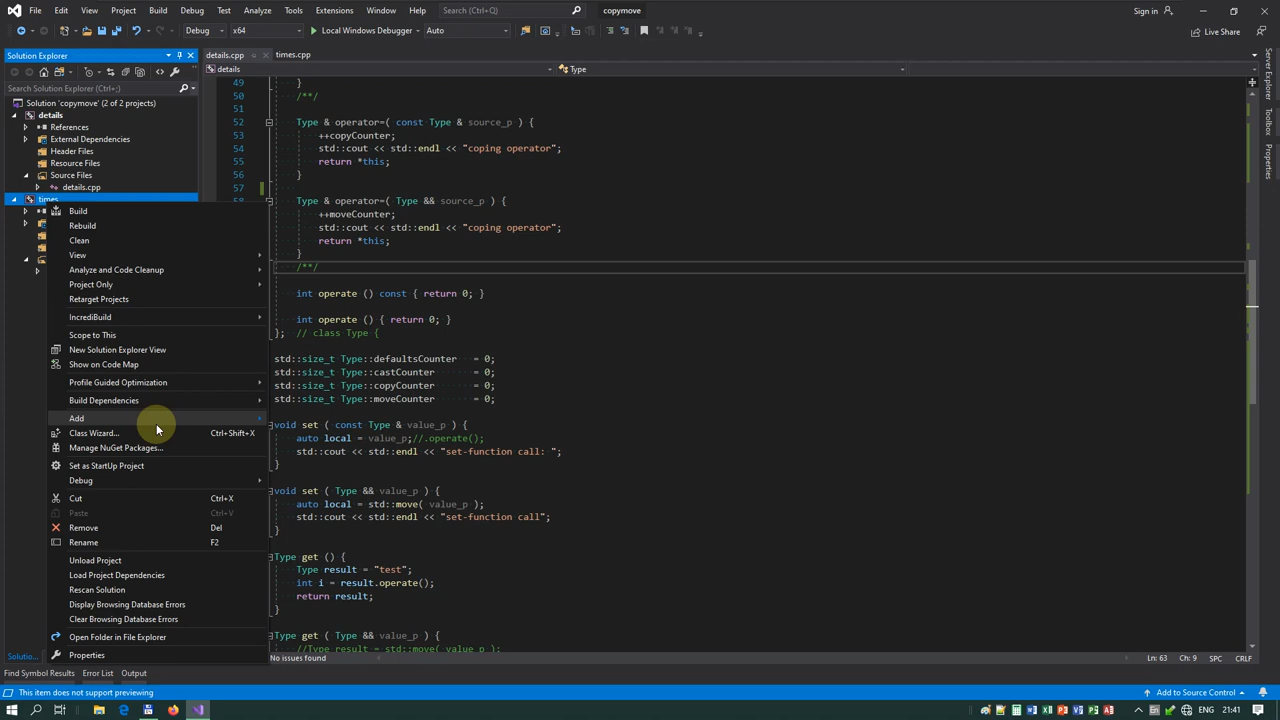 File Edit View Project Build Debug Test Analyze Tools Extensions Window Help Search (Ctrl+Q) copymove Sign in
Debug x64 Local Windows Debugger Auto Live Share
Solution Explorer
details.cpp times.cpp
details Type
Search Solution Explorer (Ctrl+;)
Solution 'copymove' (2 of 2 projects)
details
References
External Dependencies
Header Files
Resource Files
Source Files
details.cpp
times
Build
Rebuild
Clean
View
Analyze and Code Cleanup
Project Only
Retarget Projects
IncrediBuild
Scope to This
New Solution Explorer View
Show on Code Map
Profile Guided Optimization
Build Dependencies
Add
Class Wizard... Ctrl+Shift+X
Manage NuGet Packages...
Set as StartUp Project
Debug
Cut Ctrl+X
Paste Ctrl+V
Remove Del
Rename F2
Unload Project
Load Project Dependencies
Rescan Solution
Display Browsing Database Errors
Clear Browsing Database Errors
Open Folder in File Explorer
Properties
49 }
50 /**/
51
52 Type & operator=( const Type & source_p ) {
53 ++copyCounter;
54 std::cout << std::endl << "coping operator";
55 return *this;
56 }
57
58 Type & operator=( Type && source_p ) {
++moveCounter;
std::cout << std::endl << "coping operator";
return *this;
}
/**/
int operate () const { return 0; }
int operate () { return 0; }
}; // class Type {
std::size_t Type::defaultsCounter = 0;
std::size_t Type::castCounter = 0;
std::size_t Type::copyCounter = 0;
std::size_t Type::moveCounter = 0;
void set ( const Type & value_p ) {
auto local = value_p;//.operate();
std::cout << std::endl << "set-function call: ";
}
void set ( Type && value_p ) {
auto local = std::move( value_p );
std::cout << std::endl << "set-function call";
}
Type get () {
Type result = "test";
int i = result.operate();
return result;
}
Type get ( Type && value_p ) {
//Type result = std::move( value_p );
Server Explorer
Toolbox
Properties
Solutio...
No issues found Ln: 63 Ch: 9 SPC CRLF
Find Symbol Results Error List Output
This item does not support previewing Add to Source Control
ENG 21:41